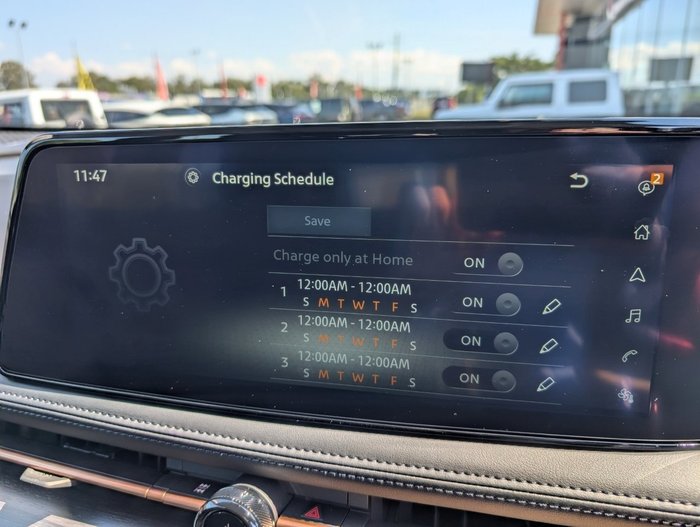 11:47
Charging Schedule
2
Save
Charge only at Home
ON
1
12:00AM - 12:00AM
S M T W T F S
ON
2
12:00AM - 12:00AM
S M T W T F S
ON
3
12:00AM - 12:00AM
S M T W T F S
ON